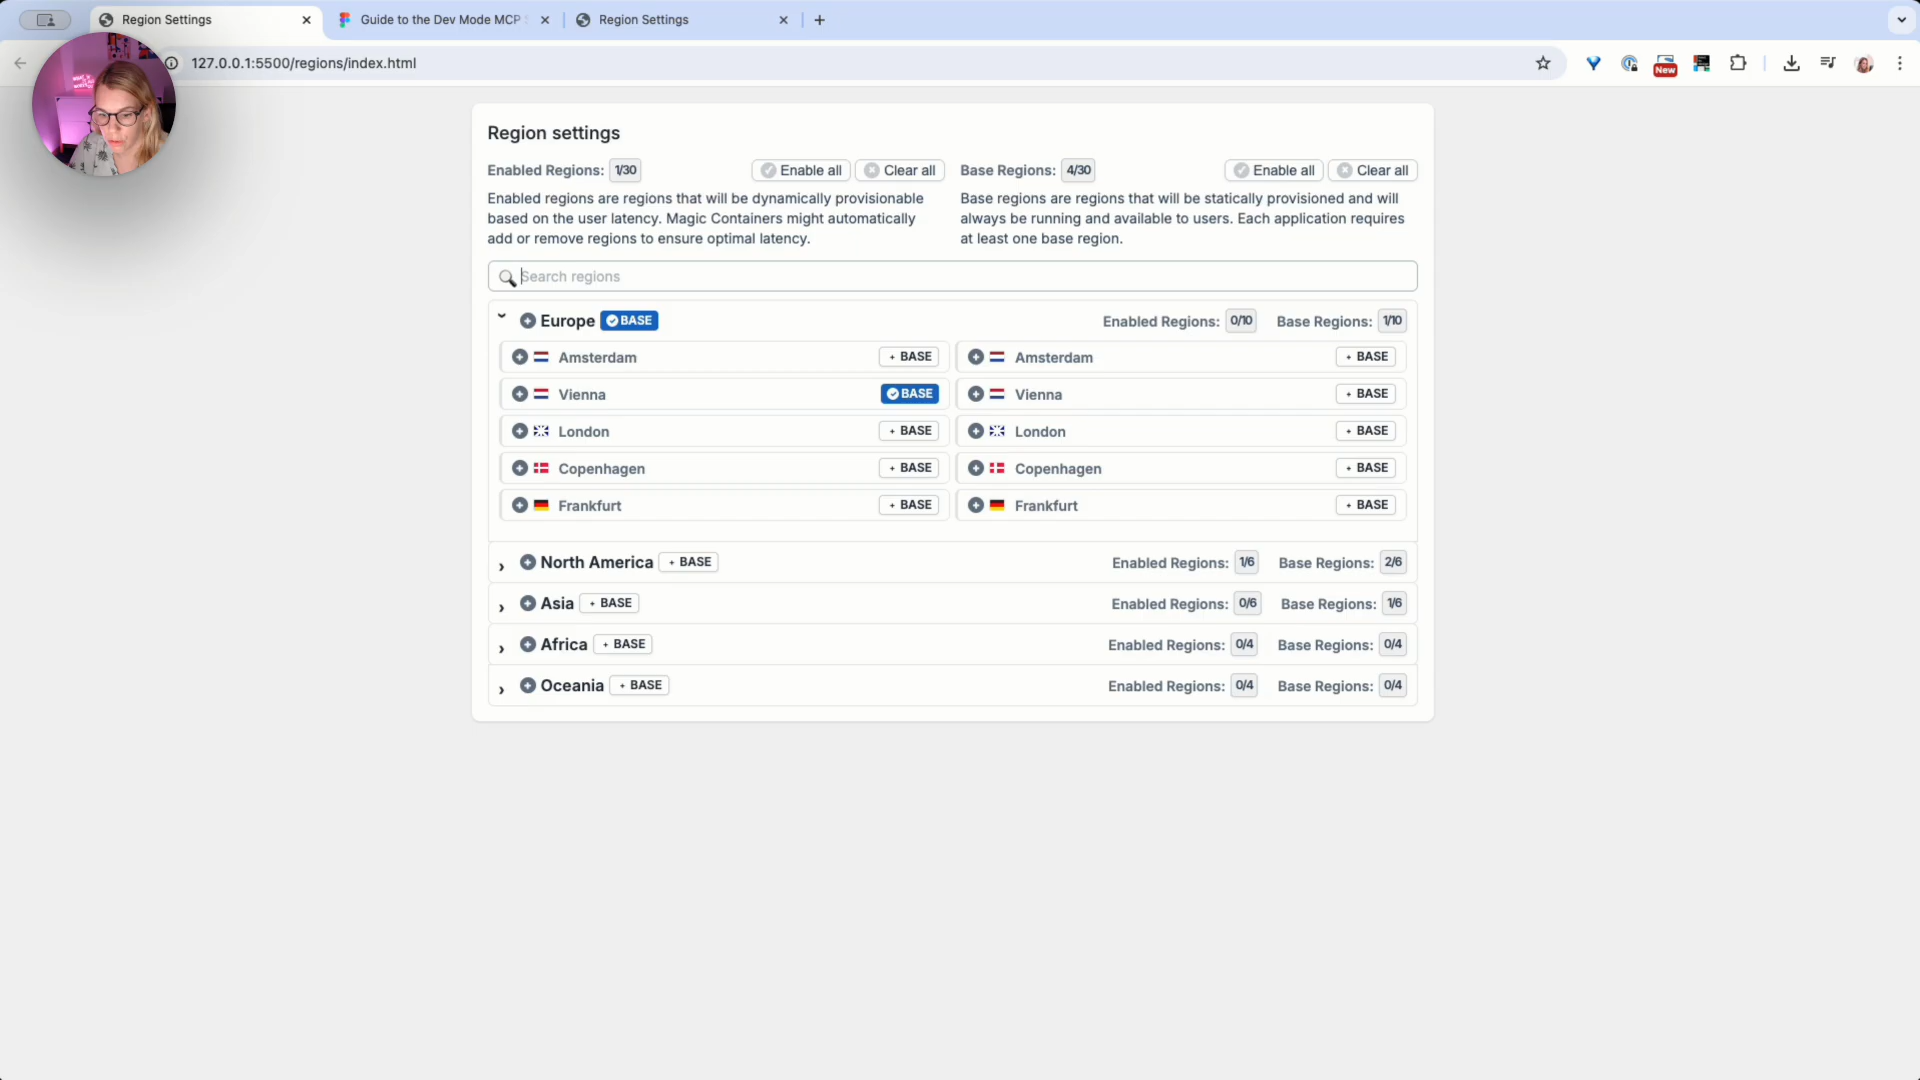 Region Settings
Guide to the Dev Mode MCP
Region Settings
127.0.0.1:5500/regions/index.html
New
Region settings
Enabled Regions: 1/30 Enable all Clear all
Base Regions: 4/30 Enable all Clear all
Enabled regions are regions that will be dynamically provisionable
based on the user latency. Magic Containers might automatically
add or remove regions to ensure optimal latency.
Base regions are regions that will be statically provisioned and will
always be running and available to users. Each application requires
at least one base region.
Search regions
Europe BASE Enabled Regions: 0/10 Base Regions: 1/10
Amsterdam + BASE Amsterdam + BASE
Vienna BASE Vienna + BASE
London + BASE London + BASE
Copenhagen + BASE Copenhagen + BASE
Frankfurt + BASE Frankfurt + BASE
North America + BASE Enabled Regions: 1/6 Base Regions: 2/6
Asia + BASE Enabled Regions: 0/6 Base Regions: 1/6
Africa + BASE Enabled Regions: 0/4 Base Regions: 0/4
Oceania + BASE Enabled Regions: 0/4 Base Regions: 0/4